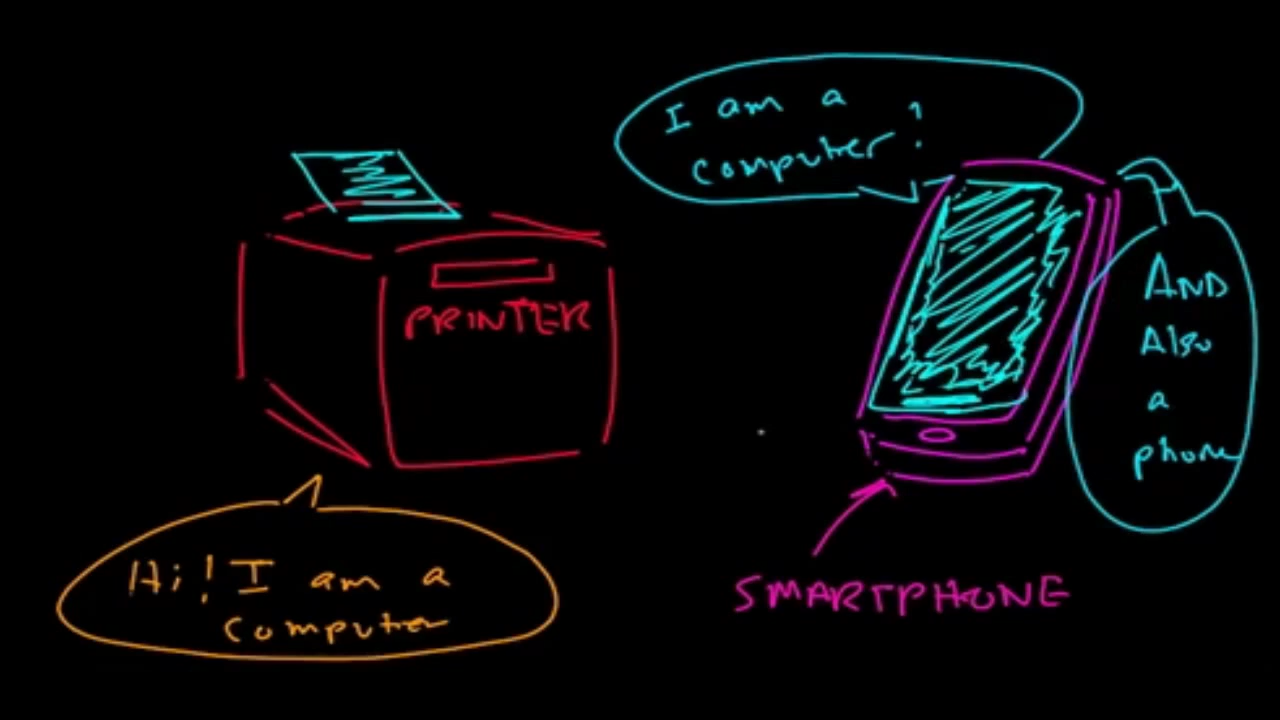 I am a
computer!
PRINTER
AND
Also
a
phone
Hi! I am a
computer
SMARTPHONE